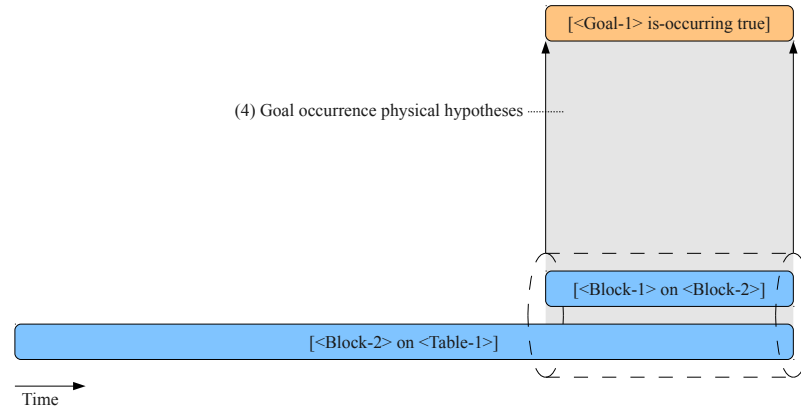 [<Goal-1> is-occurring true]
(4) Goal occurrence physical hypotheses
[<Block-1> on <Block-2>]
[<Block-2> on <Table-1>]
Time